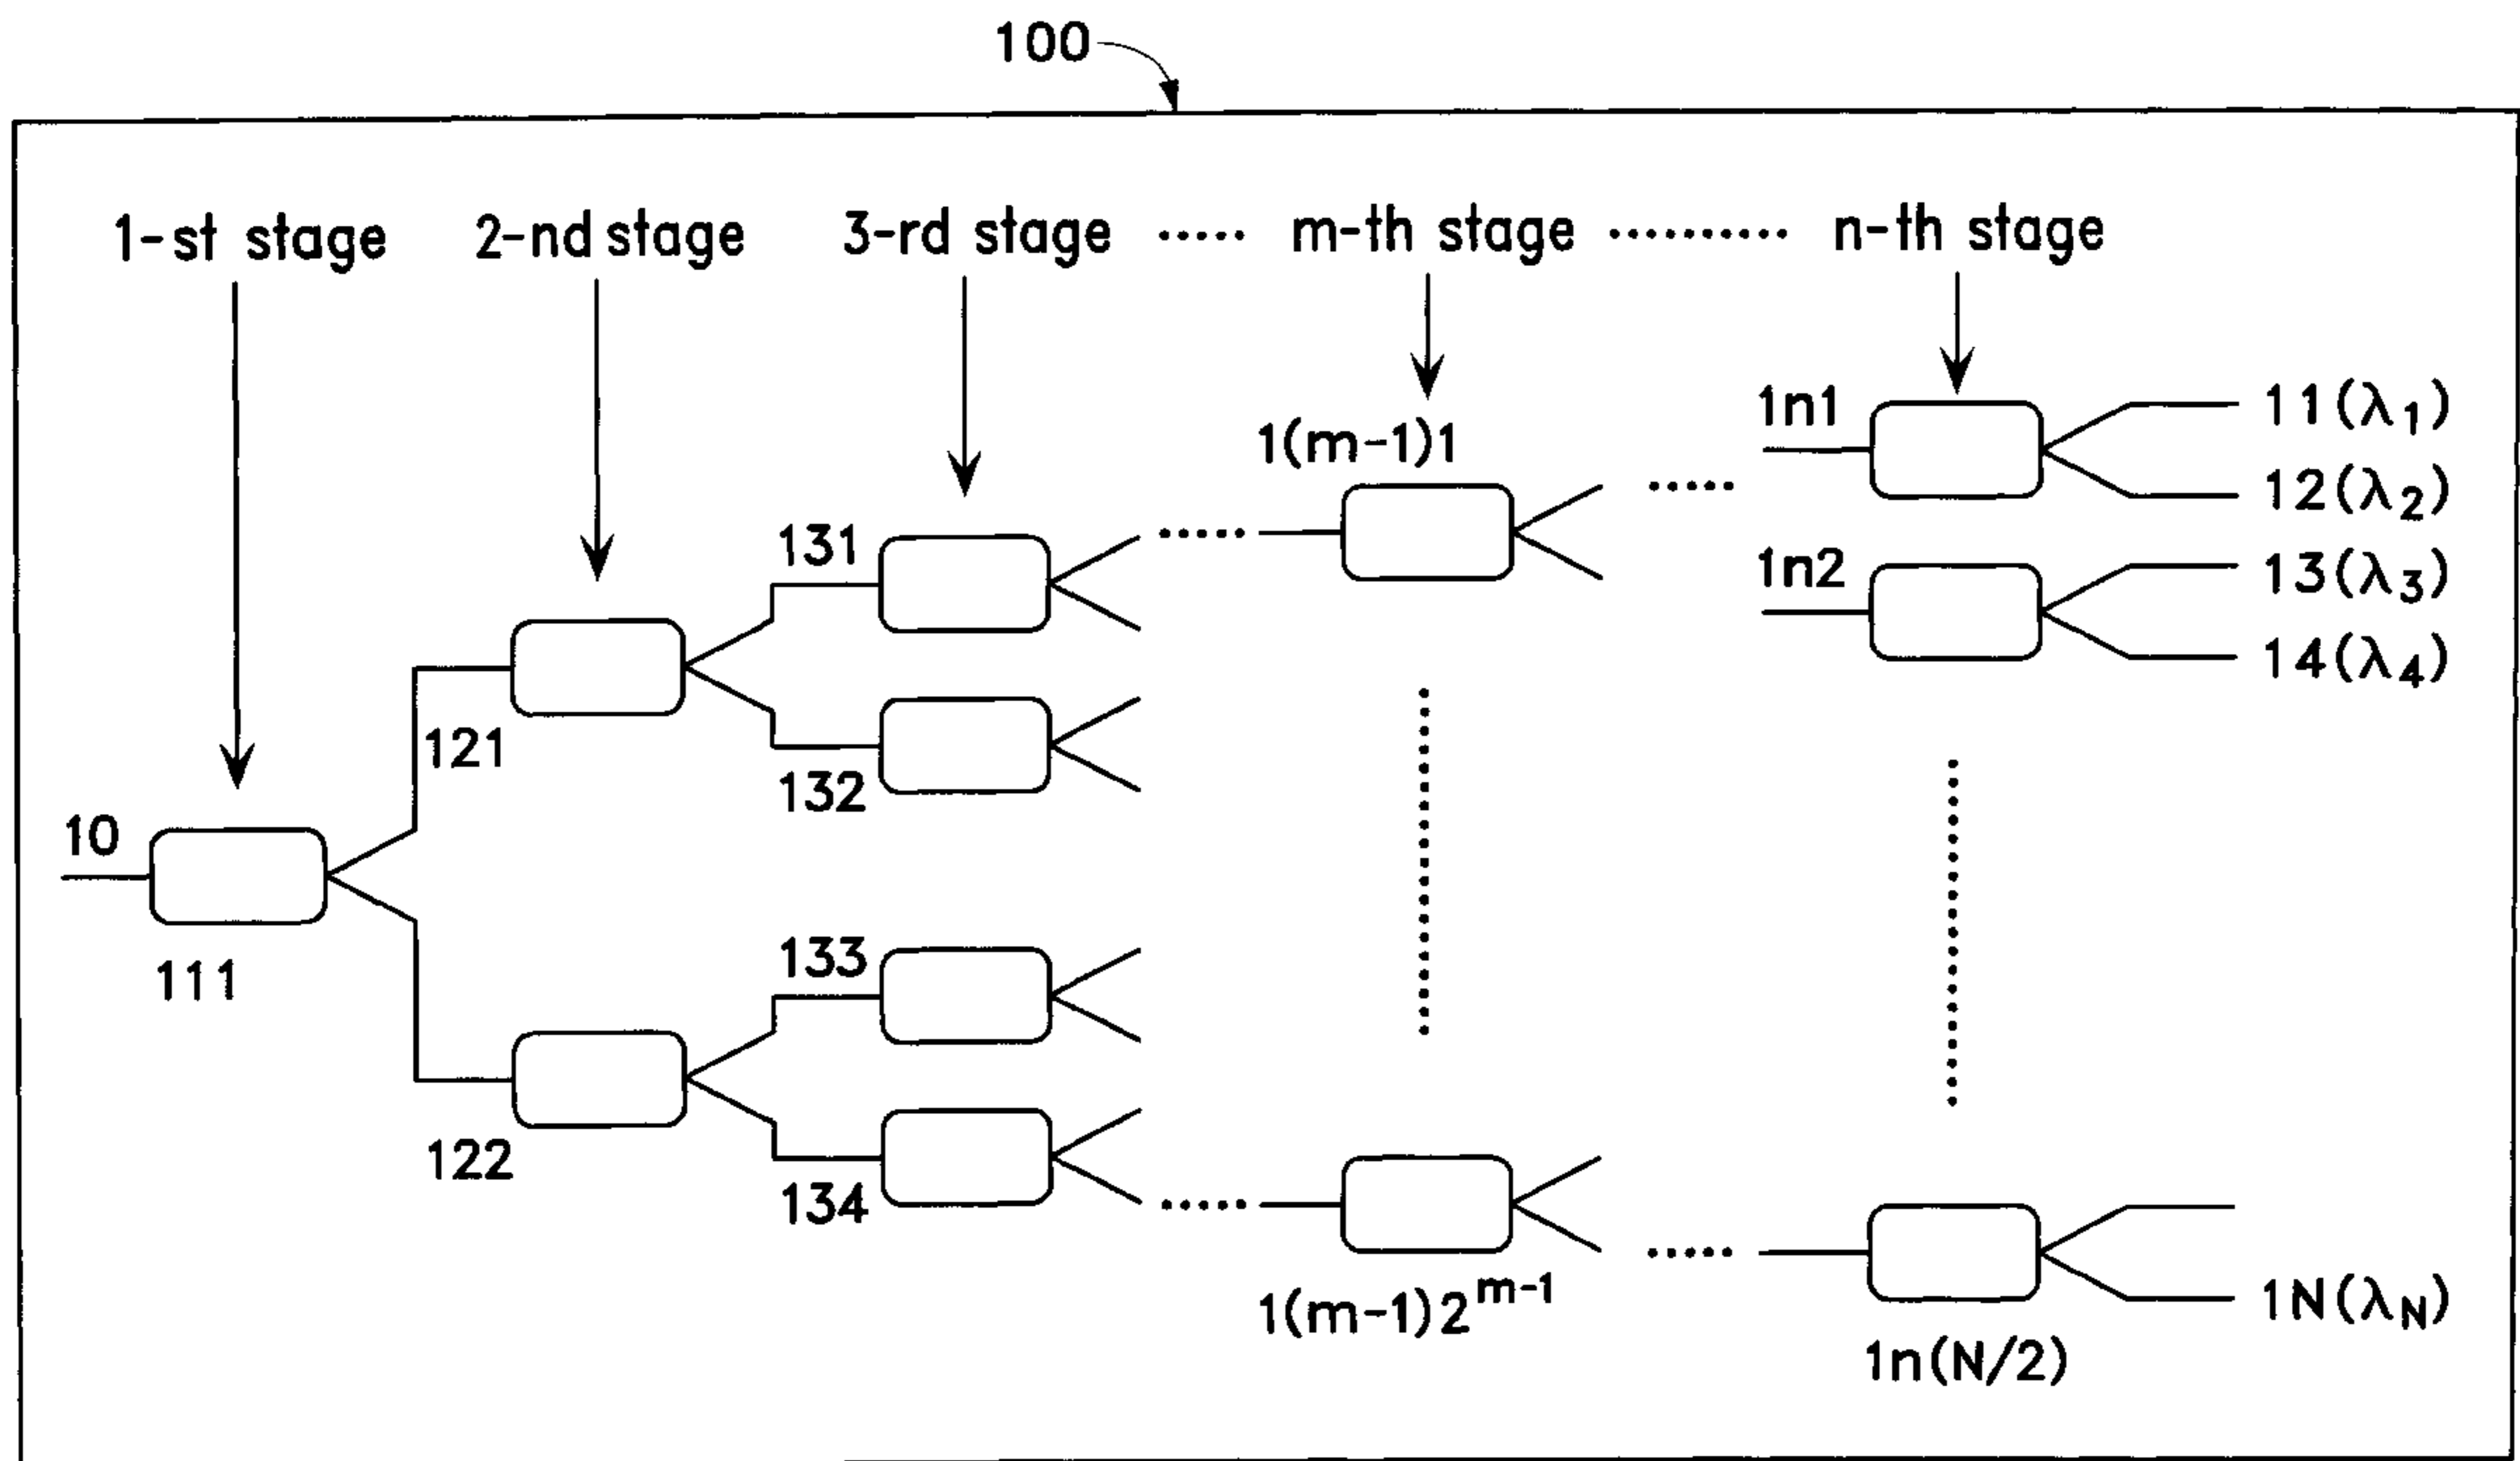 100
1-st stage 2-nd stage 3-rd stage ····· m-th stage ·········· n-th stage
1n1 11(λ₁)
1(m-1)1
12(λ₂)
131
1n2 13(λ₃)
14(λ₄)
121
132
10
133
111
122
134
1(m-1)2^{m-1}
1N(λ_N)
1n(N/2)